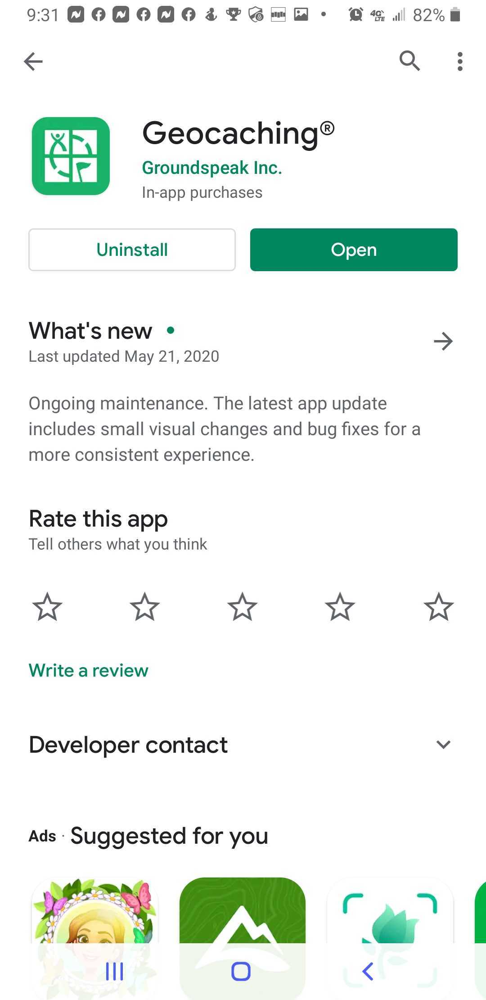 9:31
4G LTE 82%
Geocaching®
Groundspeak Inc.
In-app purchases
Uninstall
Open
What's new
Last updated May 21, 2020
Ongoing maintenance. The latest app update
includes small visual changes and bug fixes for a
more consistent experience.
Rate this app
Tell others what you think
Write a review
Developer contact
Ads · Suggested for you